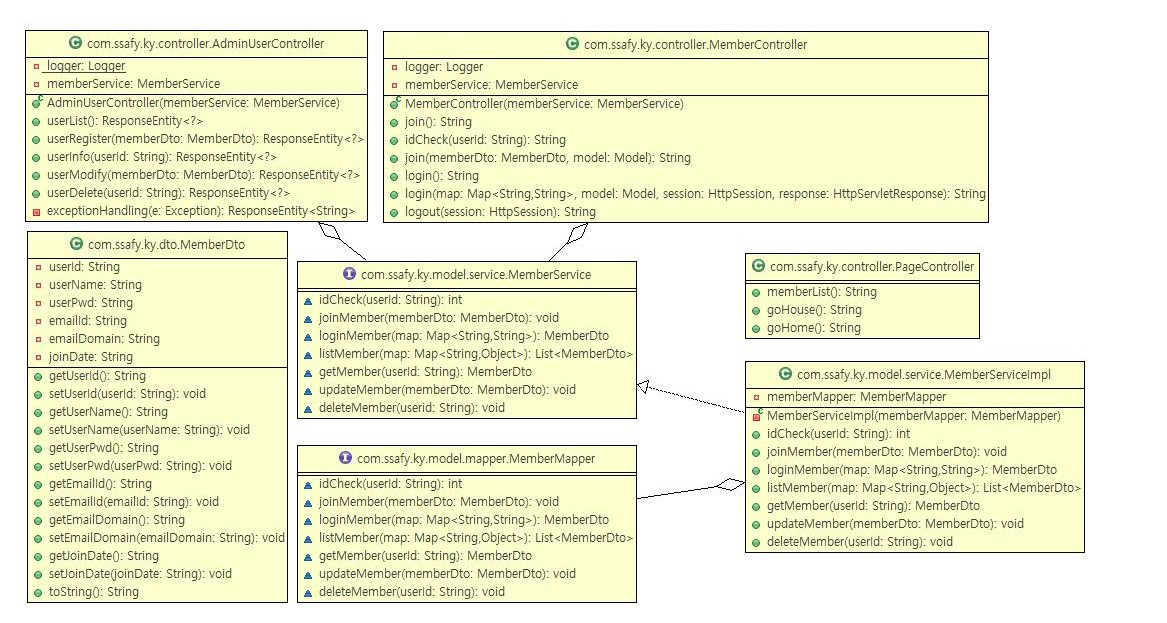 com.ssafy.ky.controller.AdminUserController
logger: Logger
memberService: MemberService
AdminUserController(memberService: MemberService)
userList(): ResponseEntity<?>
userRegister(memberDto: MemberDto): ResponseEntity<?>
userInfo(userId: String): ResponseEntity<?>
userModify(memberDto: MemberDto): ResponseEntity<?>
userDelete(userId: String): ResponseEntity<?>
exceptionHandling(e: Exception): ResponseEntity<String>
com.ssafy.ky.controller.MemberController
logger: Logger
memberService: MemberService
MemberController(memberService: MemberService)
join(): String
idCheck(userId: String): String
join(memberDto: MemberDto, model: Model): String
login(): String
login(map: Map<String,String>, model: Model, session: HttpSession, response: HttpServletResponse): String
logout(session: HttpSession): String
com.ssafy.ky.dto.MemberDto
userId: String
userName: String
userPwd: String
emailId: String
emailDomain: String
joinDate: String
getUserId(): String
setUserId(userId: String): void
getUserName(): String
setUserName(userName: String): void
getUserPwd(): String
setUserPwd(userPwd: String): void
getEmailId(): String
setEmailId(emailId: String): void
getEmailDomain(): String
setEmailDomain(emailDomain: String): void
getJoinDate(): String
setJoinDate(joinDate: String): void
toString(): String
com.ssafy.ky.model.service.MemberService
idCheck(userId: String): int
joinMember(memberDto: MemberDto): void
loginMember(map: Map<String,String>): MemberDto
listMember(map: Map<String,Object>): List<MemberDto>
getMember(userId: String): MemberDto
updateMember(memberDto: MemberDto): void
deleteMember(userId: String): void
com.ssafy.ky.controller.PageController
memberList(): String
goHouse(): String
goHome(): String
com.ssafy.ky.model.mapper.MemberMapper
idCheck(userId: String): int
joinMember(memberDto: MemberDto): void
loginMember(map: Map<String,String>): MemberDto
listMember(map: Map<String,Object>): List<MemberDto>
getMember(userId: String): MemberDto
updateMember(memberDto: MemberDto): void
deleteMember(userId: String): void
com.ssafy.ky.model.service.MemberServiceImpl
memberMapper: MemberMapper
MemberServiceImpl(memberMapper: MemberMapper)
idCheck(userId: String): int
joinMember(memberDto: MemberDto): void
loginMember(map: Map<String,String>): MemberDto
listMember(map: Map<String,Object>): List<MemberDto>
getMember(userId: String): MemberDto
updateMember(memberDto: MemberDto): void
deleteMember(userId: String): void